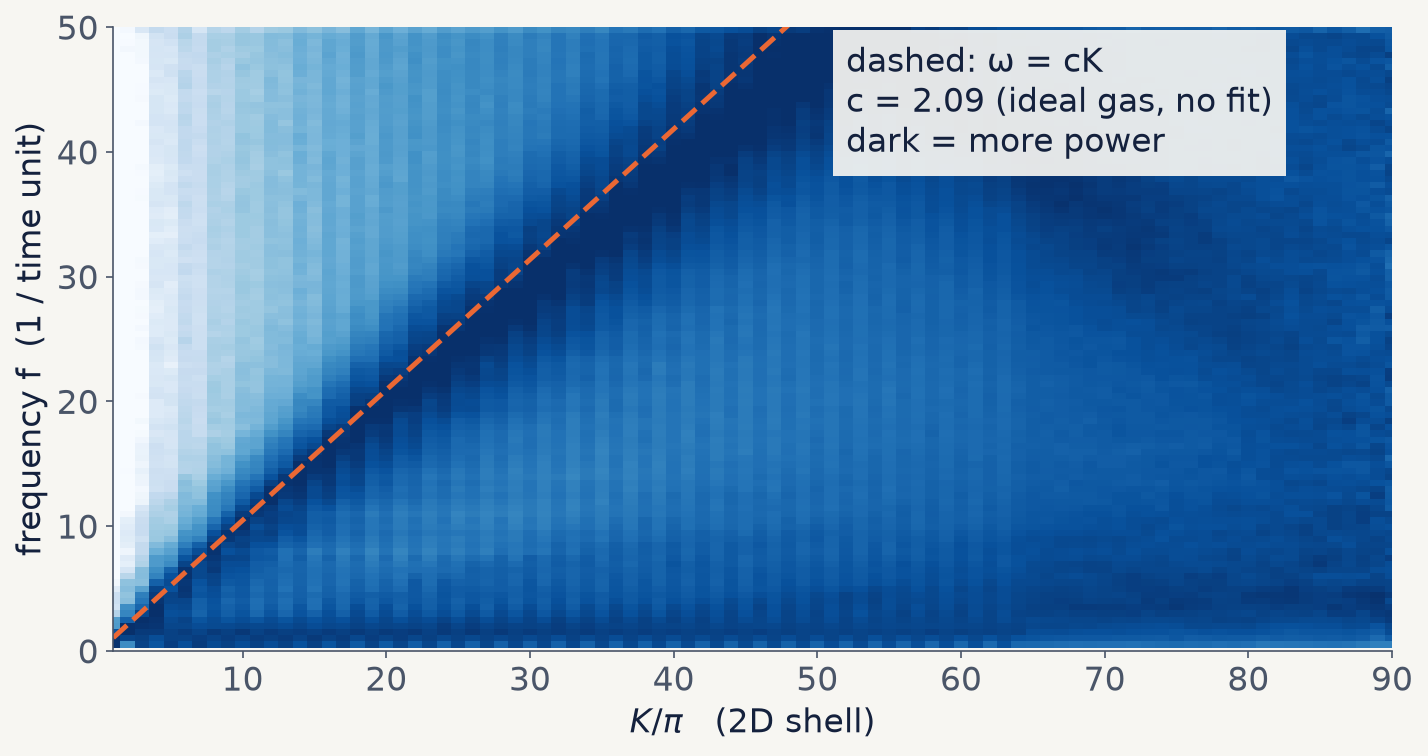 50
40
30
20
10
0
frequency f (1 / time unit)
dashed: ω = cK
c = 2.09 (ideal gas, no fit)
dark = more power
10 20 30 40 50 60 70 80 90
K/π (2D shell)